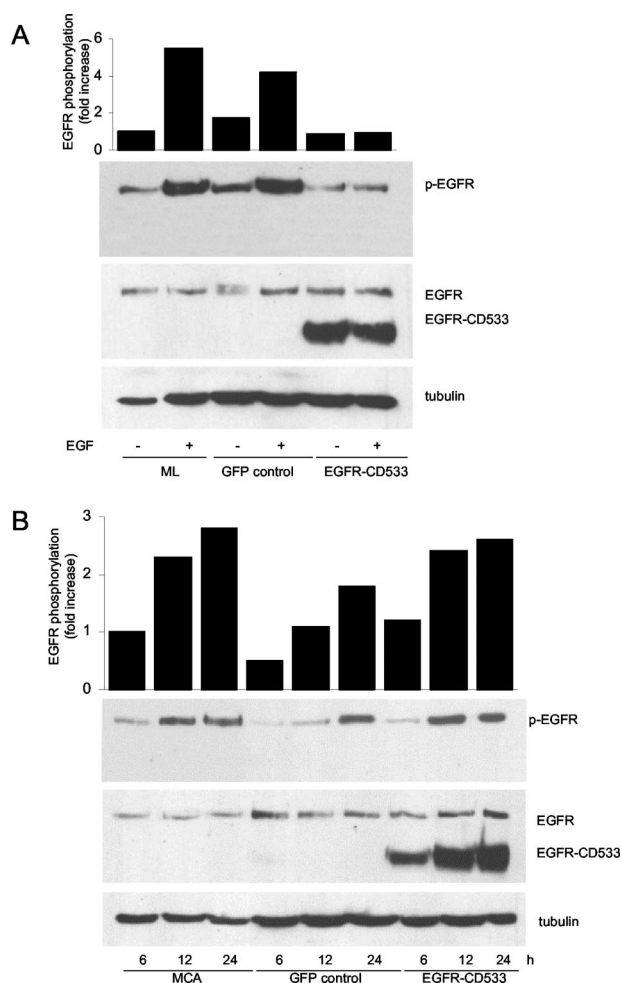 A
EGFR phosphorylation
(fold increase)
6
4
2
0
p-EGFR
EGFR
EGFR-CD533
tubulin
EGF - + - + - +
ML GFP control EGFR-CD533
B
EGFR phosphorylation
(fold increase)
3
2
1
0
p-EGFR
EGFR
EGFR-CD533
tubulin
6 12 24 6 12 24 6 12 24 h
MCA GFP control EGFR-CD533